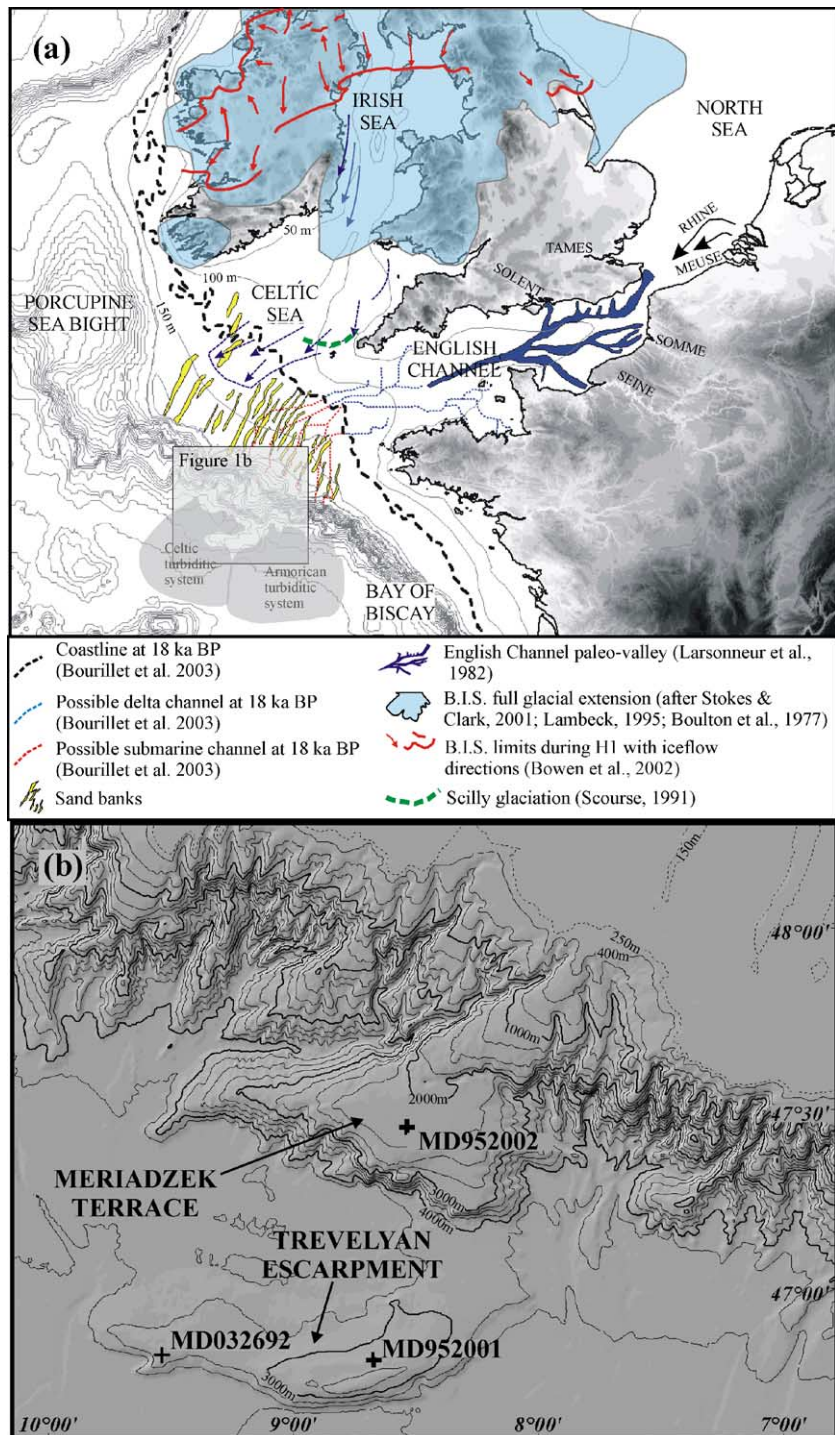 (a)
IRISH
SEA
NORTH
SEA
50 m
RHINE
MEUSE
TAMES
SOLENT
100 m
PORCUPINE
SEA BIGHT
150 m
CELTIC
SEA
ENGLISH
CHANNEL
SOMME
SEINE
Figure 1b
Celtic
turbiditic
system
Armorican
turbiditic
system
BAY OF
BISCAY
Coastline at 18 ka BP
(Bourillet et al. 2003)
Possible delta channel at 18 ka BP
(Bourillet et al. 2003)
Possible submarine channel at 18 ka BP
(Bourillet et al. 2003)
Sand banks
English Channel paleo-valley (Larsonneur et al.,
1982)
B.I.S. full glacial extension (after Stokes &
Clark, 2001; Lambeck, 1995; Boulton et al., 1977)
B.I.S. limits during H1 with iceflow
directions (Bowen et al., 2002)
Scilly glaciation (Scourse, 1991)
(b)
150m
48°00'
250m
400m
1000m
2000m
47°30'
MD952002
MERIADZEK
TERRACE
3000m
4000m
TREVELYAN
ESCARPMENT
47°00'
MD032692
MD952001
3000m
10°00'
9°00'
8°00'
7°00'